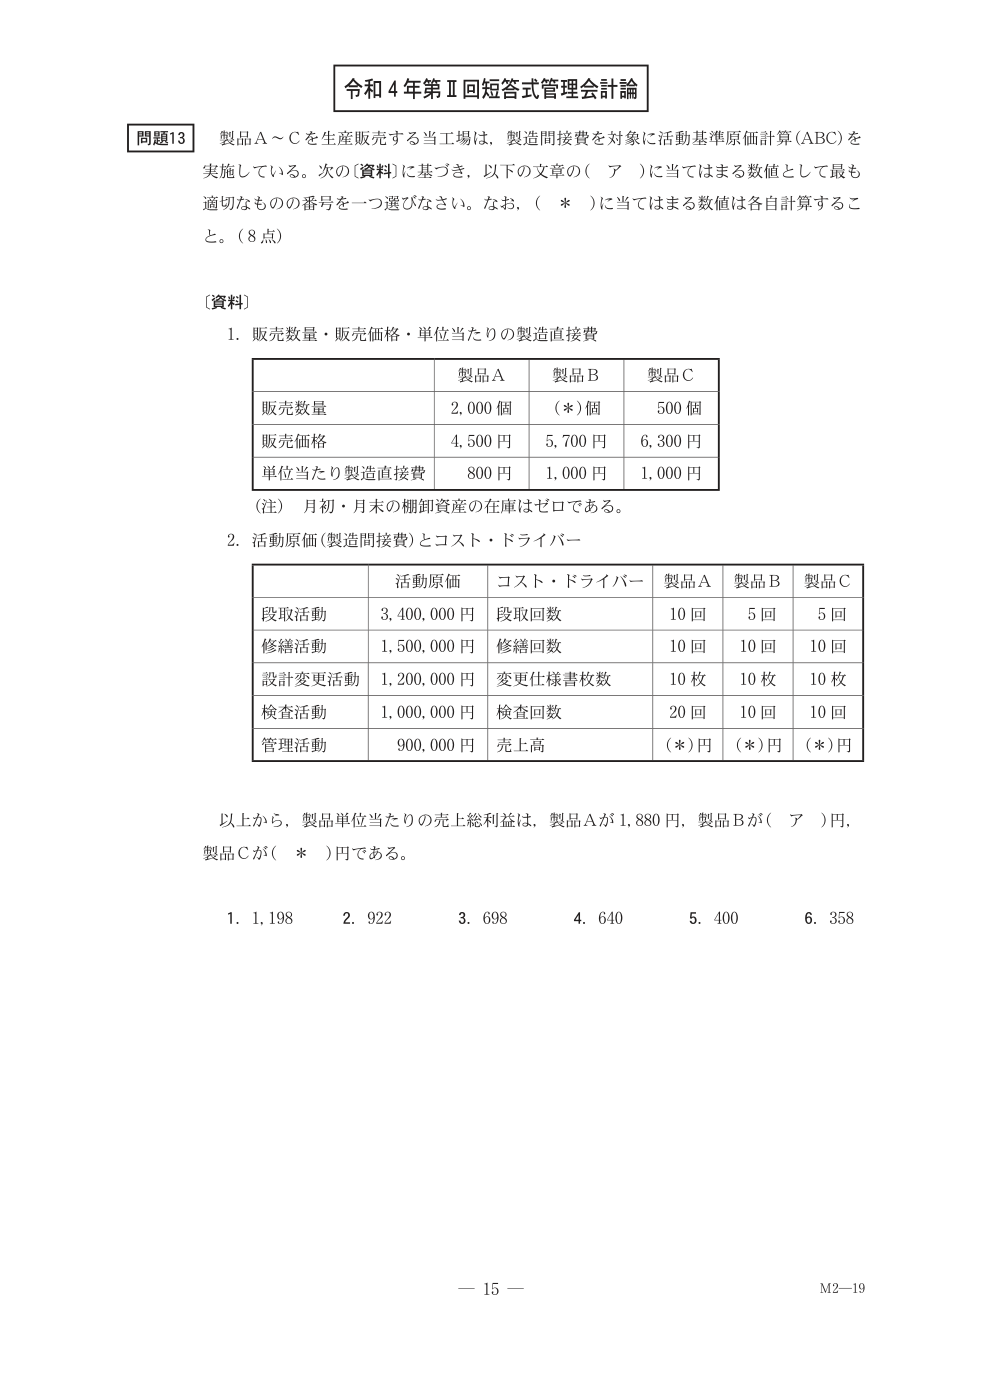 令和4年第Ⅱ回短答式管理会計論
問題13 製品A～Cを生産販売する当工場は，製造間接費を対象に活動基準原価計算(ABC)を
実施している。次の〔資料〕に基づき，以下の文章の(　ア　)に当てはまる数値として最も
適切なものの番号を一つ選びなさい。なお，(　＊　)に当てはまる数値は各自計算するこ
と。(8点)
〔資料〕
1. 販売数量・販売価格・単位当たりの製造直接費
製品A 製品B 製品C
販売数量 2,000個 (＊)個 500個
販売価格 4,500円 5,700円 6,300円
単位当たり製造直接費 800円 1,000円 1,000円
(注)　月初・月末の棚卸資産の在庫はゼロである。
2. 活動原価(製造間接費)とコスト・ドライバー
活動原価 コスト・ドライバー 製品A 製品B 製品C
段取活動 3,400,000円 段取回数 10回 5回 5回
修繕活動 1,500,000円 修繕回数 10回 10回 10回
設計変更活動 1,200,000円 変更仕様書枚数 10枚 10枚 10枚
検査活動 1,000,000円 検査回数 20回 10回 10回
管理活動 900,000円 売上高 (＊)円 (＊)円 (＊)円
以上から，製品単位当たりの売上総利益は，製品Aが1,880円，製品Bが(　ア　)円，
製品Cが(　＊　)円である。
1. 1,198 2. 922 3. 698 4. 640 5. 400 6. 358
― 15 ― M2―19